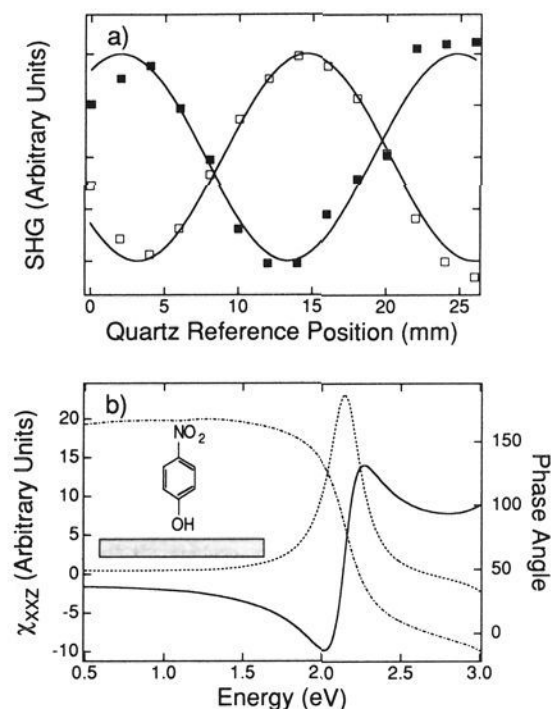 a)
SHG (Arbitrary Units)
0
5
10
15
20
25
Quartz Reference Position (mm)
b)
χxxz (Arbitrary Units)
20
15
10
5
0
-5
-10
NO2
OH
150
100
50
0
Phase Angle
0.5
1.0
1.5
2.0
2.5
3.0
Energy (eV)